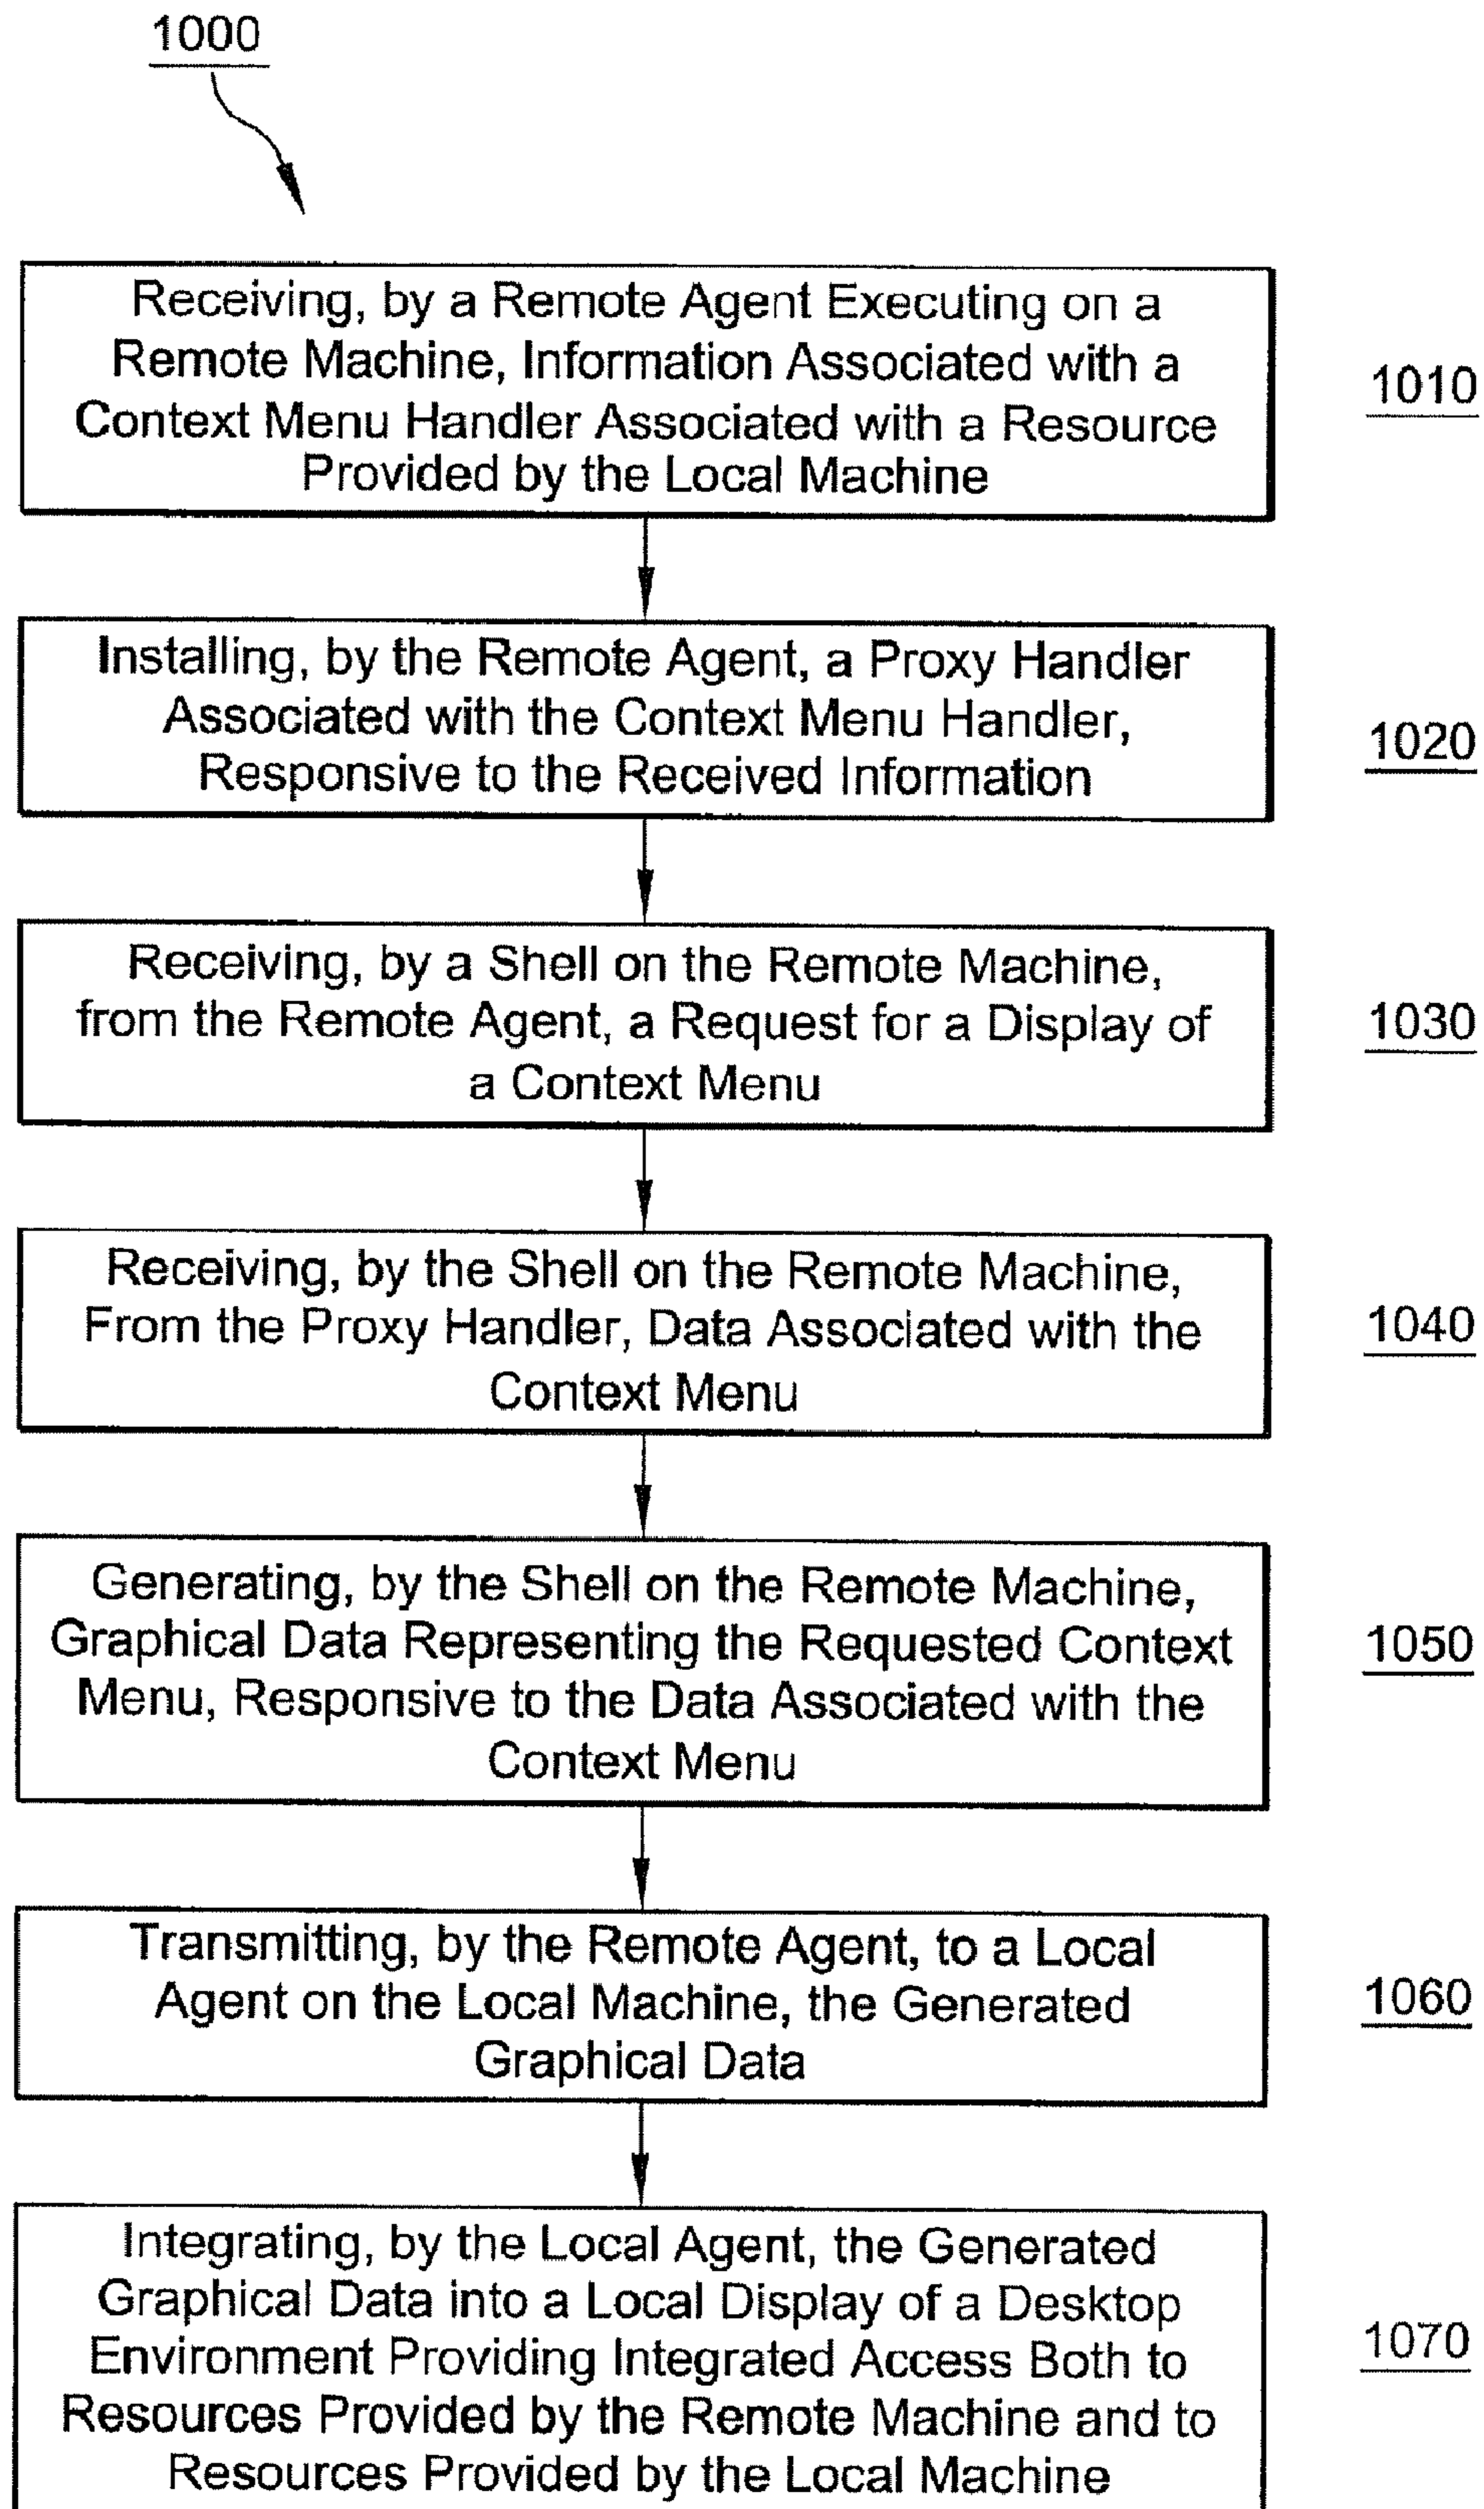 1000
Receiving, by a Remote Agent Executing on a
Remote Machine, Information Associated with a
Context Menu Handler Associated with a Resource
Provided by the Local Machine
1010
Installing, by the Remote Agent, a Proxy Handler
Associated with the Context Menu Handler,
Responsive to the Received Information
1020
Receiving, by a Shell on the Remote Machine,
from the Remote Agent, a Request for a Display of
a Context Menu
1030
Receiving, by the Shell on the Remote Machine,
From the Proxy Handler, Data Associated with the
Context Menu
1040
Generating, by the Shell on the Remote Machine,
Graphical Data Representing the Requested Context
Menu, Responsive to the Data Associated with the
Context Menu
1050
Transmitting, by the Remote Agent, to a Local
Agent on the Local Machine, the Generated
Graphical Data
1060
Integrating, by the Local Agent, the Generated
Graphical Data into a Local Display of a Desktop
Environment Providing Integrated Access Both to
Resources Provided by the Remote Machine and to
Resources Provided by the Local Machine
1070